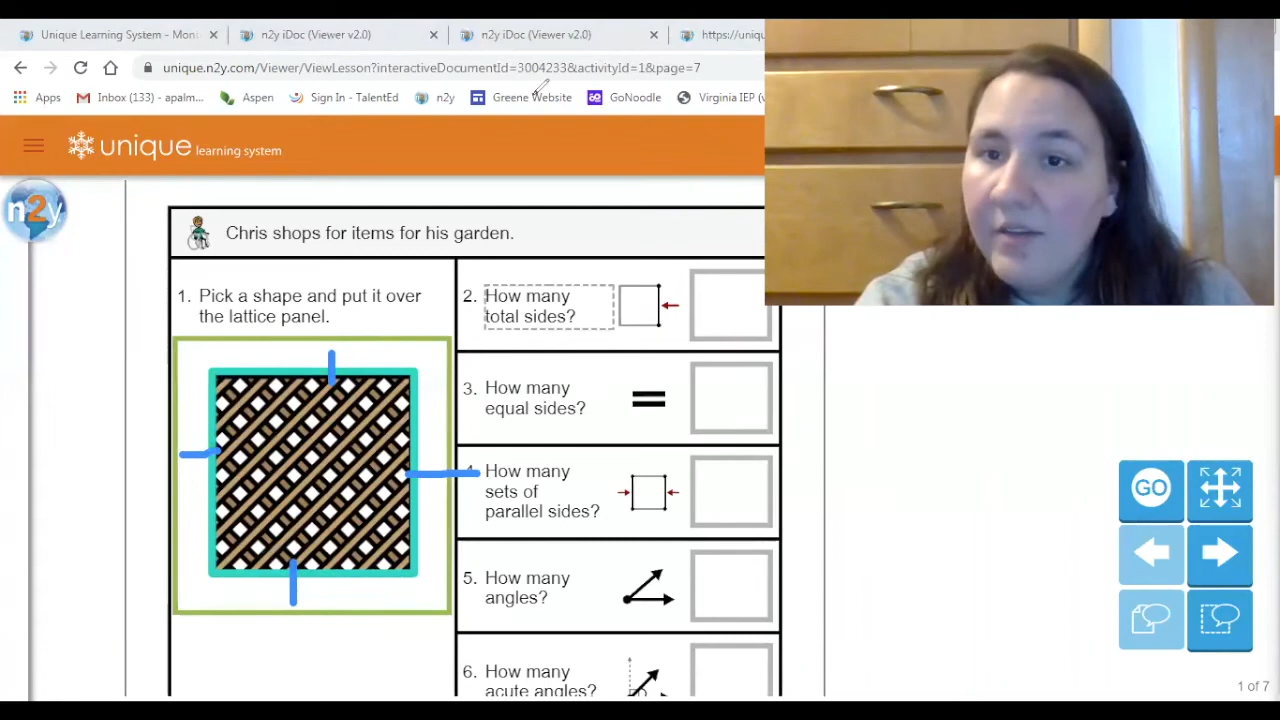 Unique Learning System - Mon
n2y iDoc (Viewer v2.0)
n2y iDoc (Viewer v2.0)
https://uniqu
unique.n2y.com/Viewer/ViewLesson?interactiveDocumentId=3004233&activityId=1&page=7
Apps
Inbox (133) - apalm...
Aspen
Sign In - TalentEd
n2y
Greene Website
GoNoodle
Virginia IEP (v
unique learning system
n2y
Chris shops for items for his garden.
1. Pick a shape and put it over
the lattice panel.
2. How many
total sides?
3. How many
equal sides?
4. How many
sets of
parallel sides?
5. How many
angles?
6. How many
acute angles?
GO
1 of 7